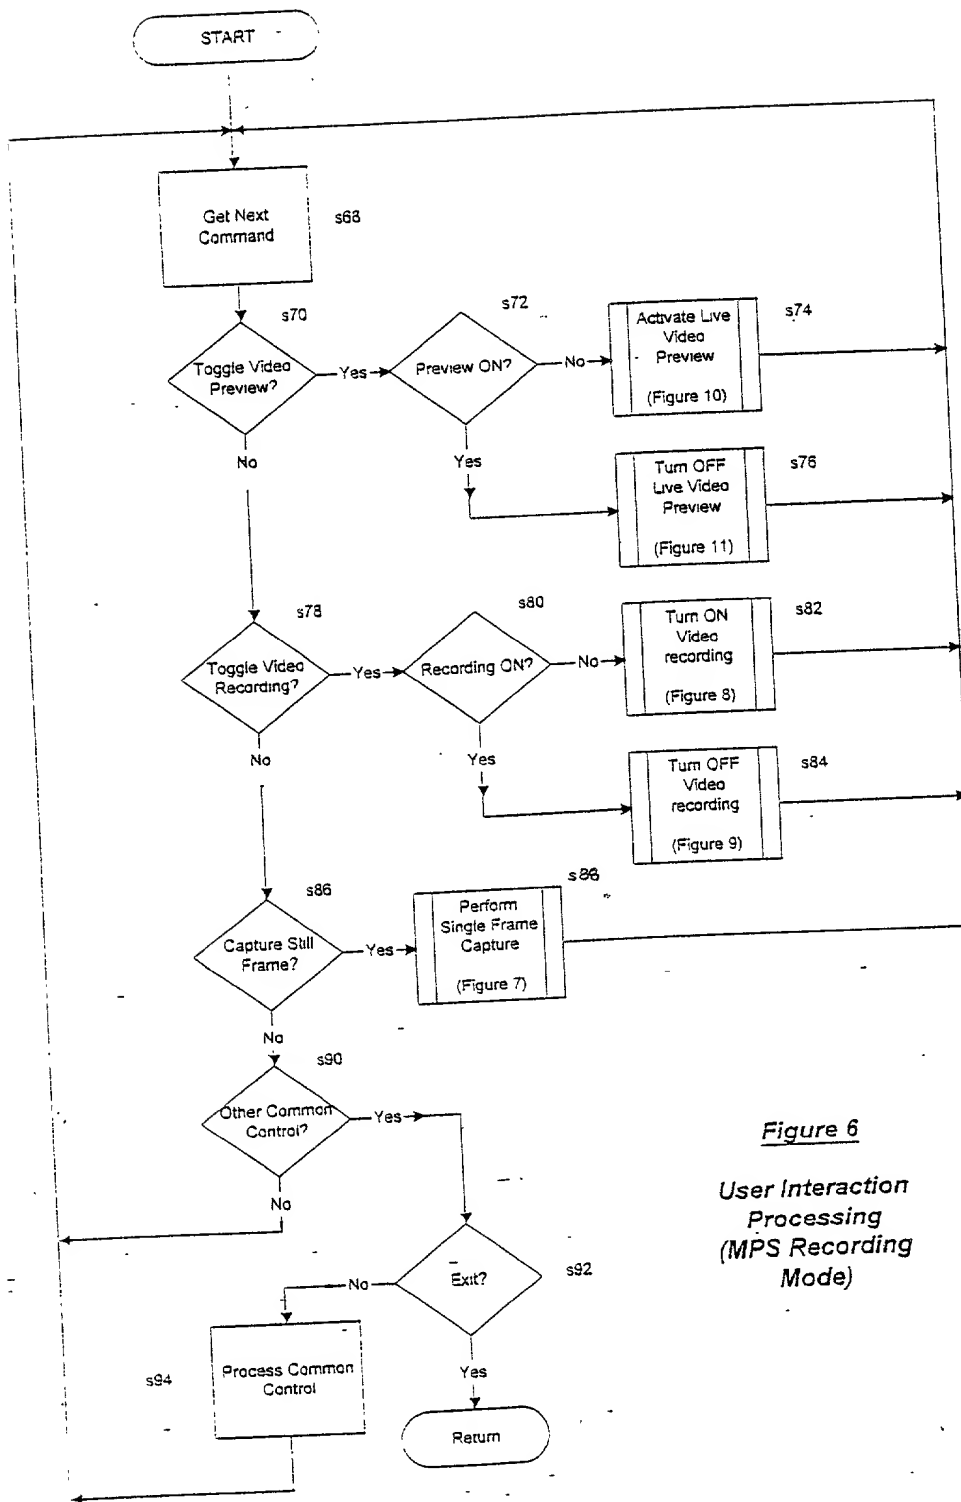 START
Get Next
Command
s68
s70
Toggle Video
Preview?
Yes
s72
Preview ON?
No
Activate Live
Video
Preview
(Figure 10)
s74
No
Yes
Turn OFF
Live Video
Preview
(Figure 11)
s76
s78
Toggle Video
Recording?
Yes
s80
Recording ON?
No
Turn ON
Video
recording
(Figure 8)
s82
No
Yes
Turn OFF
Video
recording
(Figure 9)
s84
s86
Capture Still
Frame?
Yes
Perform
Single Frame
Capture
(Figure 7)
s88
No
s90
Other Common
Control?
Yes
No
Exit?
s92
No
Yes
Process Common
Control
s94
Return
Figure 6
User Interaction
Processing
(MPS Recording
Mode)